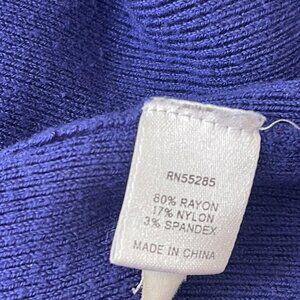 RN55285
80% RAYON
17% NYLON
3% SPANDEX
MADE IN CHINA